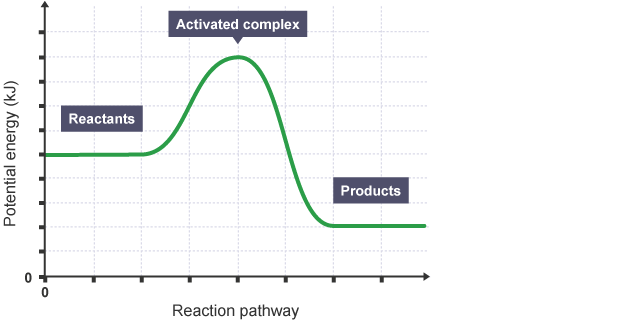 Activated complex
Reactants
Products
Potential energy (kJ)
0
0
Reaction pathway